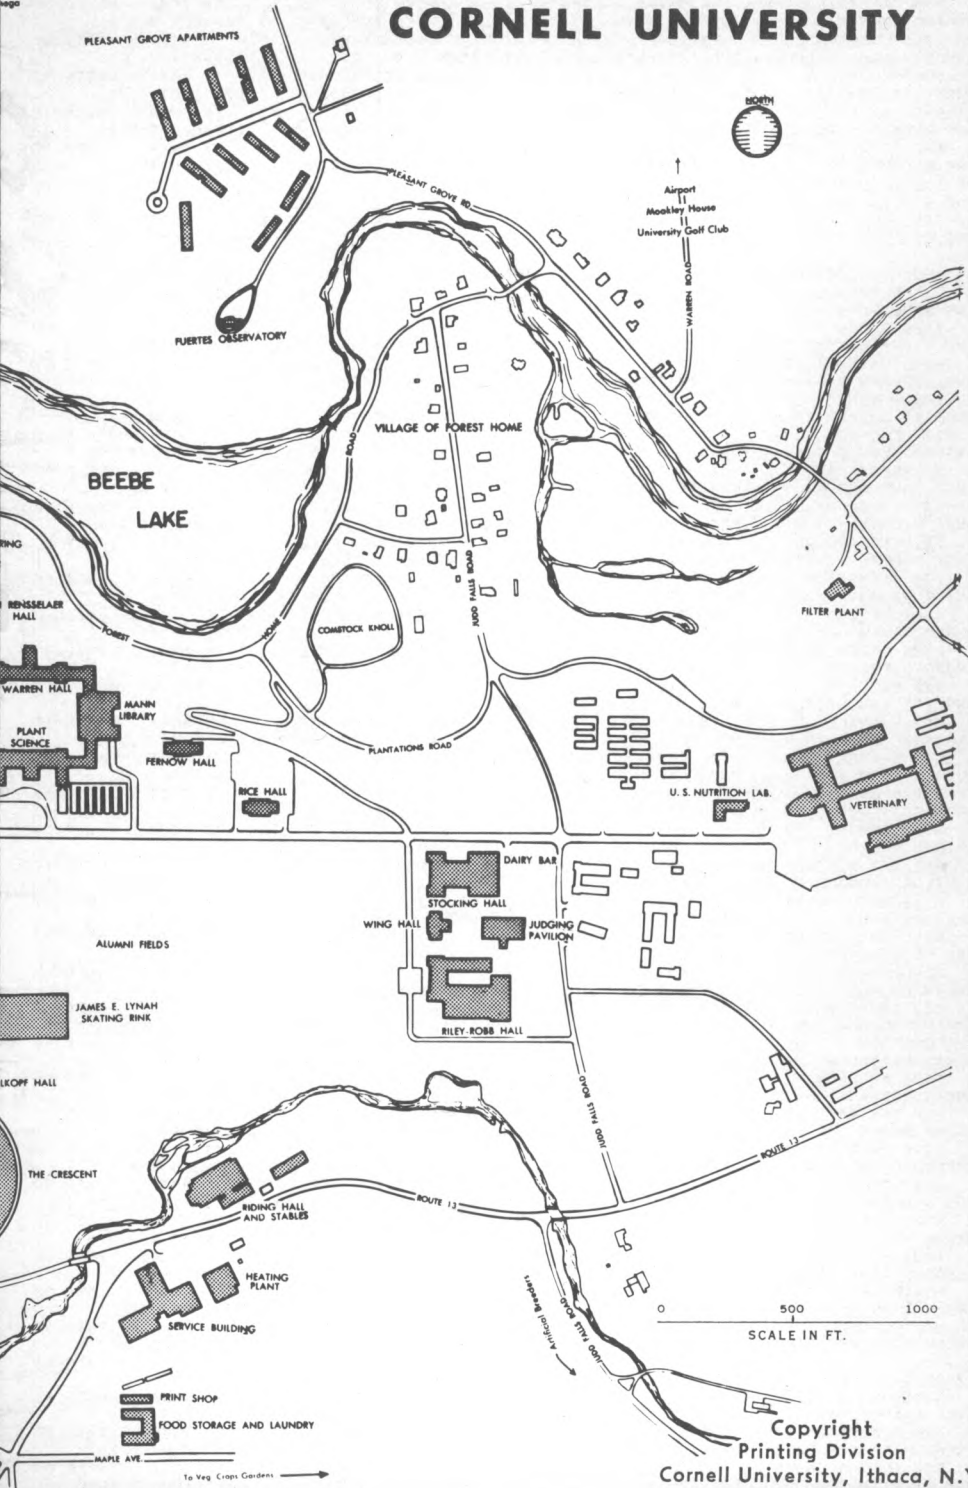 CORNELL UNIVERSITY
PLEASANT GROVE APARTMENTS
NORTH
PLEASANT GROVE RD.
Airport
Moakley House
University Golf Club
WARREN ROAD
FUERTES OBSERVATORY
VILLAGE OF FOREST HOME
ROAD
BEEBE
LAKE
RENSSELAER
HALL
FOREST
HOME
COMSTOCK KNOLL
JUDD FALLS ROAD
FILTER PLANT
WARREN HALL
MANN
LIBRARY
PLANT
SCIENCE
FERNOW HALL
PLANTATIONS ROAD
RICE HALL
U. S. NUTRITION LAB.
VETERINARY
DAIRY BAR
STOCKING HALL
WING HALL
JUDGING
PAVILION
ALUMNI FIELDS
JAMES E. LYNAH
SKATING RINK
RILEY-ROBB HALL
LKOPF HALL
JUDD FALLS ROAD
THE CRESCENT
ROUTE 13
ROUTE 13
RIDING HALL
AND STABLES
HEATING
PLANT
SERVICE BUILDING
Artificial Breeders
JUDD FALLS ROAD
0 500 1000
SCALE IN FT.
PRINT SHOP
FOOD STORAGE AND LAUNDRY
MAPLE AVE.
To Veg Crops Gardens
Copyright
Printing Division
Cornell University, Ithaca, N.Y